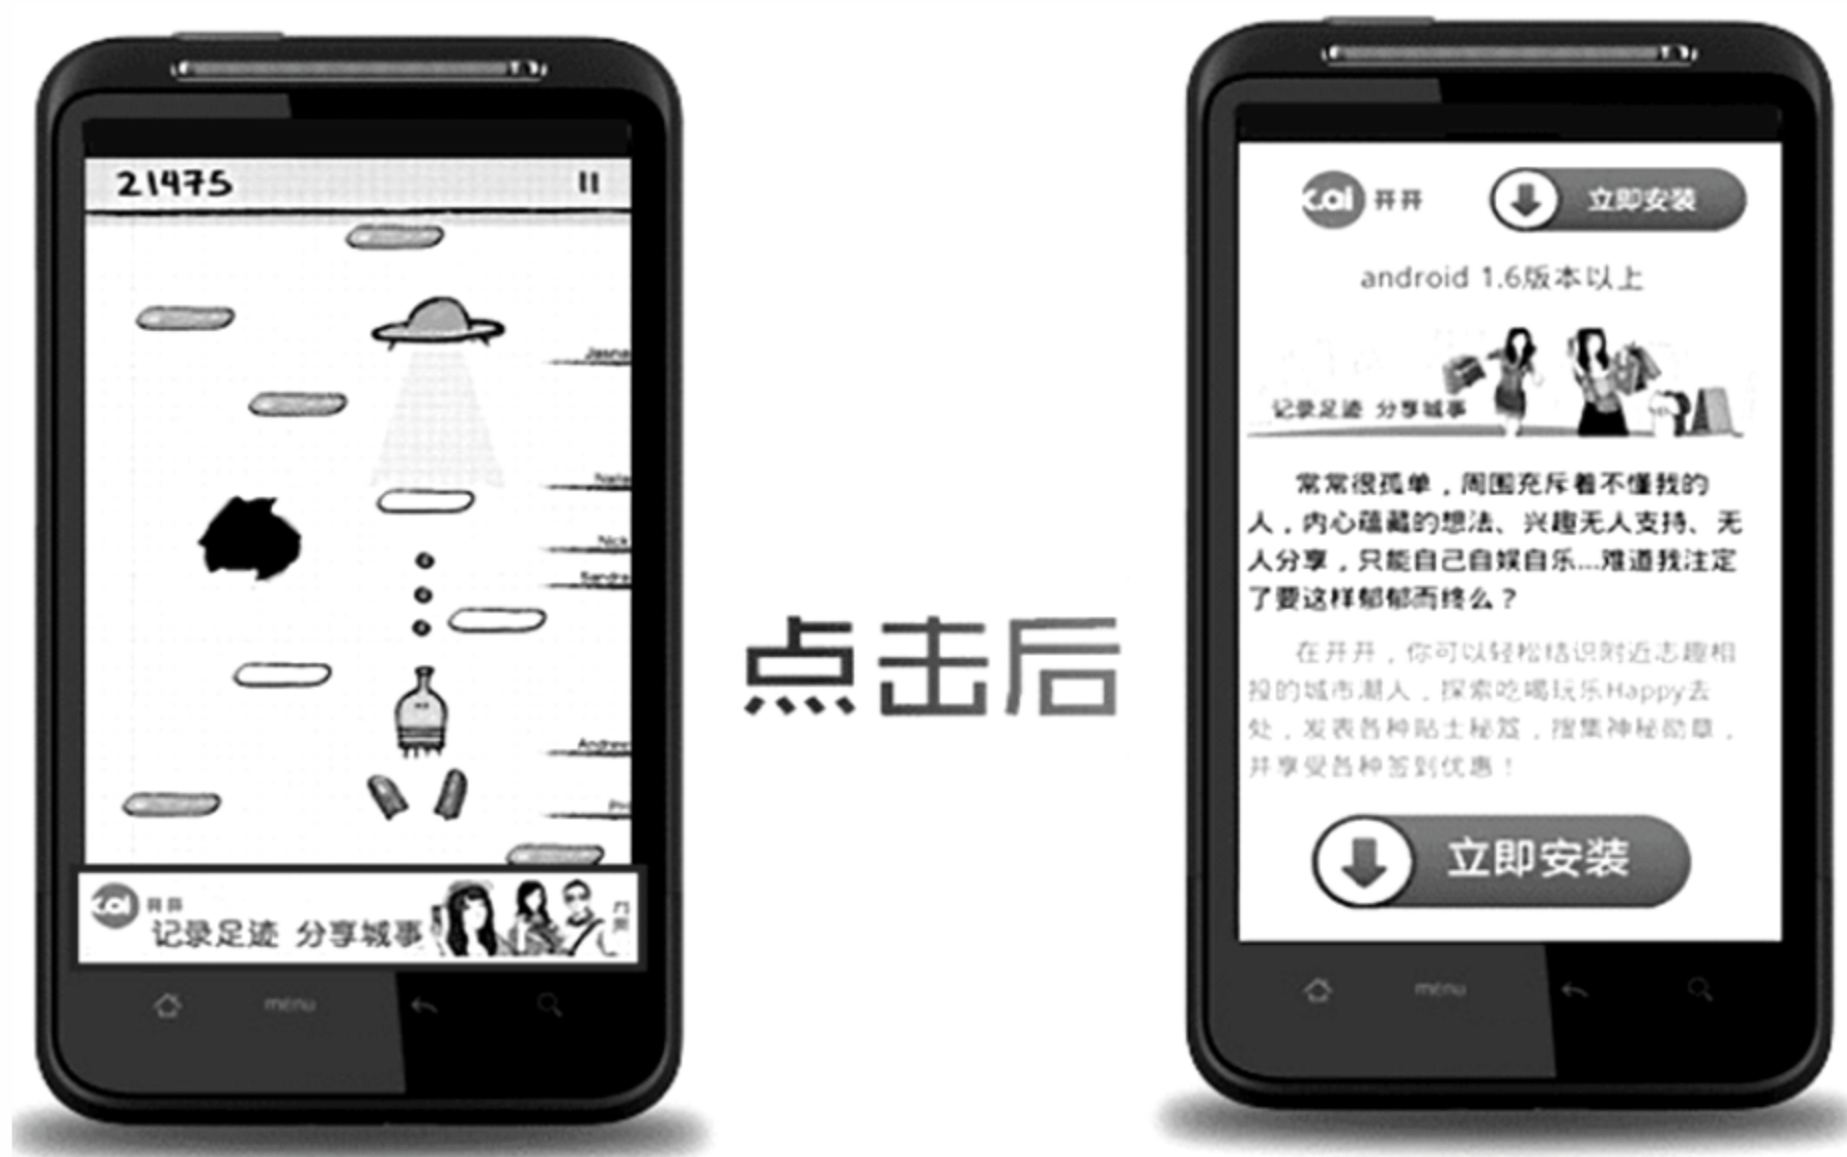 21475
Nick
Sandra
Andrew
开开
记录足迹 分享城事
menu
点击后
开开
立即安装
android 1.6版本以上
记录足迹 分享城事
常常很孤单，周围充斥着不懂我的
人，内心蕴藏的想法、兴趣无人支持、无
人分享，只能自己自娱自乐...难道我注定
了要这样郁郁而终么？
在开开，你可以轻松结识附近志趣相
投的城市潮人，探索吃喝玩乐Happy去
处，发表各种贴士秘笈，搜集神秘勋章，
并享受各种签到优惠！
立即安装
menu